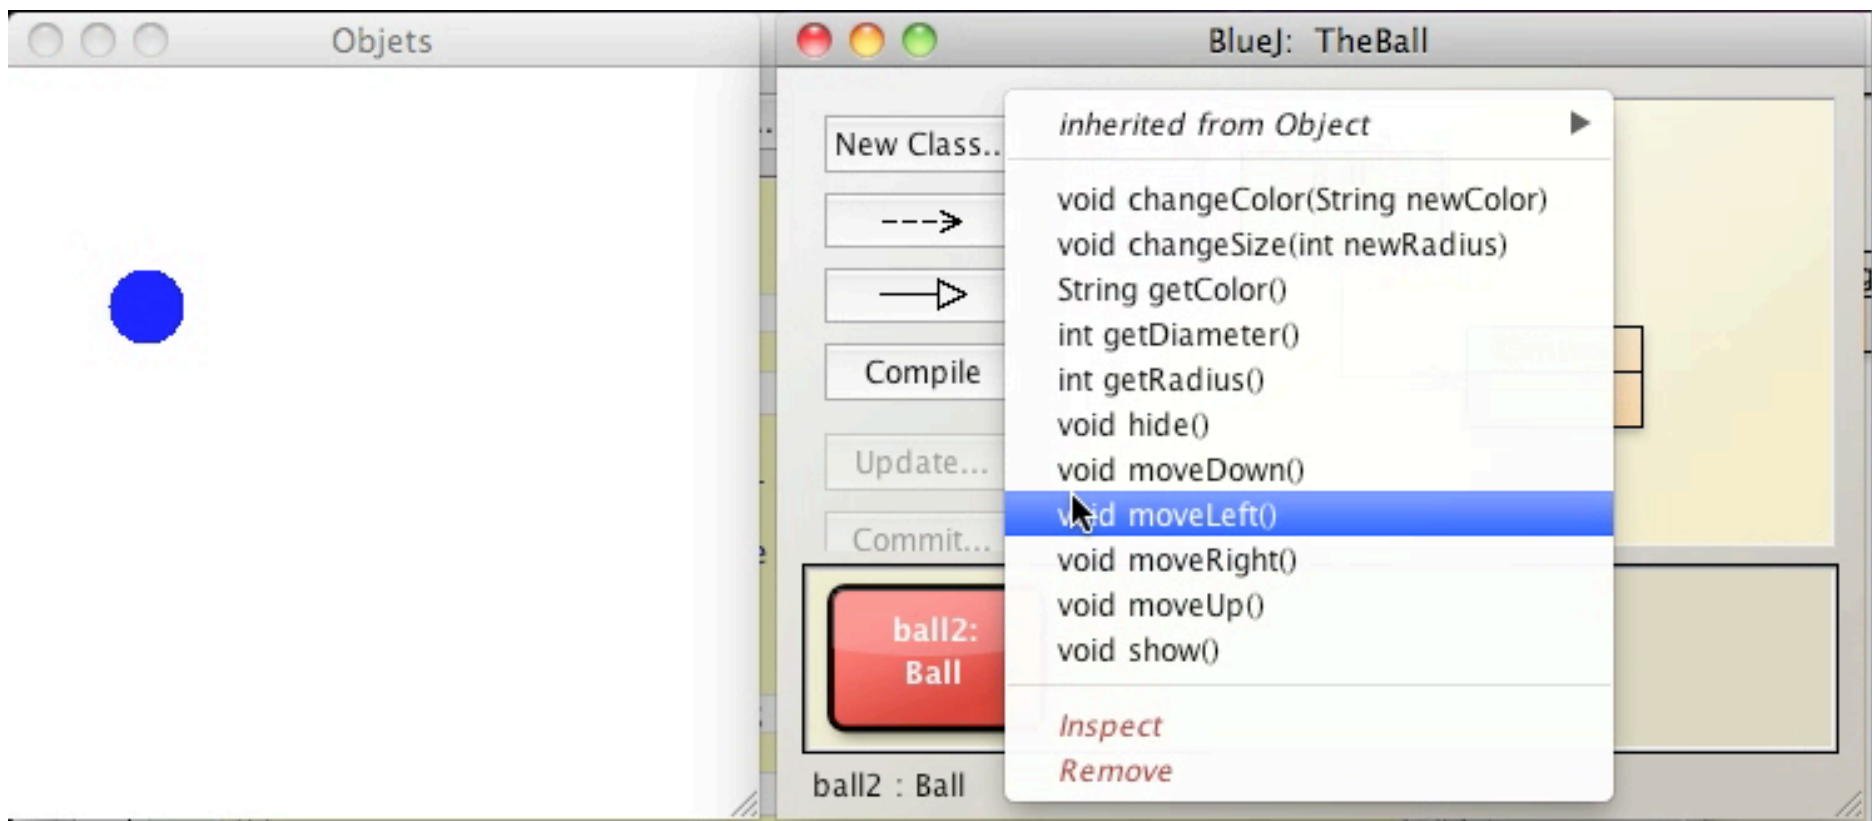 Objets
BlueJ: TheBall
New Class...
Compile
Update...
Commit...
inherited from Object
void changeColor(String newColor)
void changeSize(int newRadius)
String getColor()
int getDiameter()
int getRadius()
void hide()
void moveDown()
void moveLeft()
void moveRight()
void moveUp()
void show()
Inspect
Remove
ball2:
Ball
ball2 : Ball